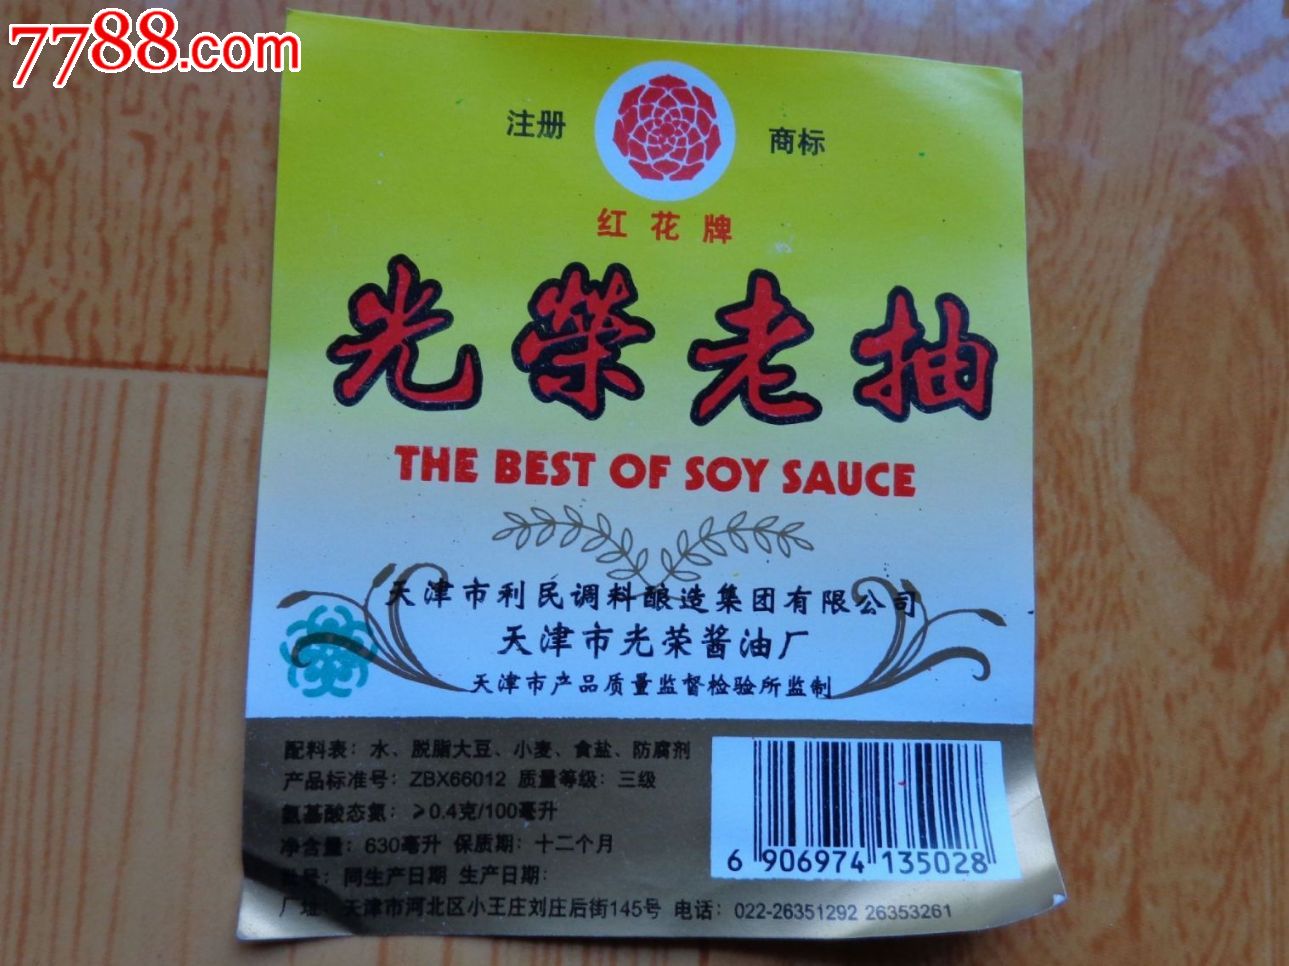 7788.com
注册 商标
红花牌
光榮老抽
THE BEST OF SOY SAUCE
天津市利民调料酿造集团有限公司
天津市光荣酱油厂
天津市产品质量监督检验所监制
配料表：水、脱脂大豆、小麦、食盐、防腐剂
产品标准号：ZBX66012 质量等级：三级
氨基酸态氮：≥0.4克/100毫升
净含量：630毫升 保质期：十二个月
批号：同生产日期 生产日期：
厂址：天津市河北区小王庄刘庄后街145号 电话：022-26351292 26353261
6 906974 135028